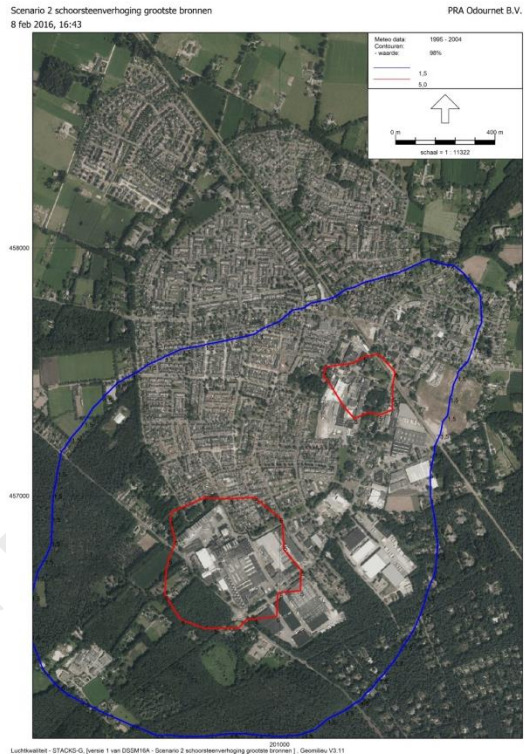 Scenario 2 schoorsteenverhoging grootste bronnen
PRA Odournet B.V.
8 feb 2016, 16:43
Meteo data: 1995 - 2004
Contouren:
- waarde: 98%
1,5
5,0
0 m 400 m
schaal = 1 : 11322
458000
457000
201000
Luchtkwaliteit - STACKS-G, [versie 1 van DSSM16A - Scenario 2 schoorsteenverhoging grootste bronnen ] , Geomilieu V3.11